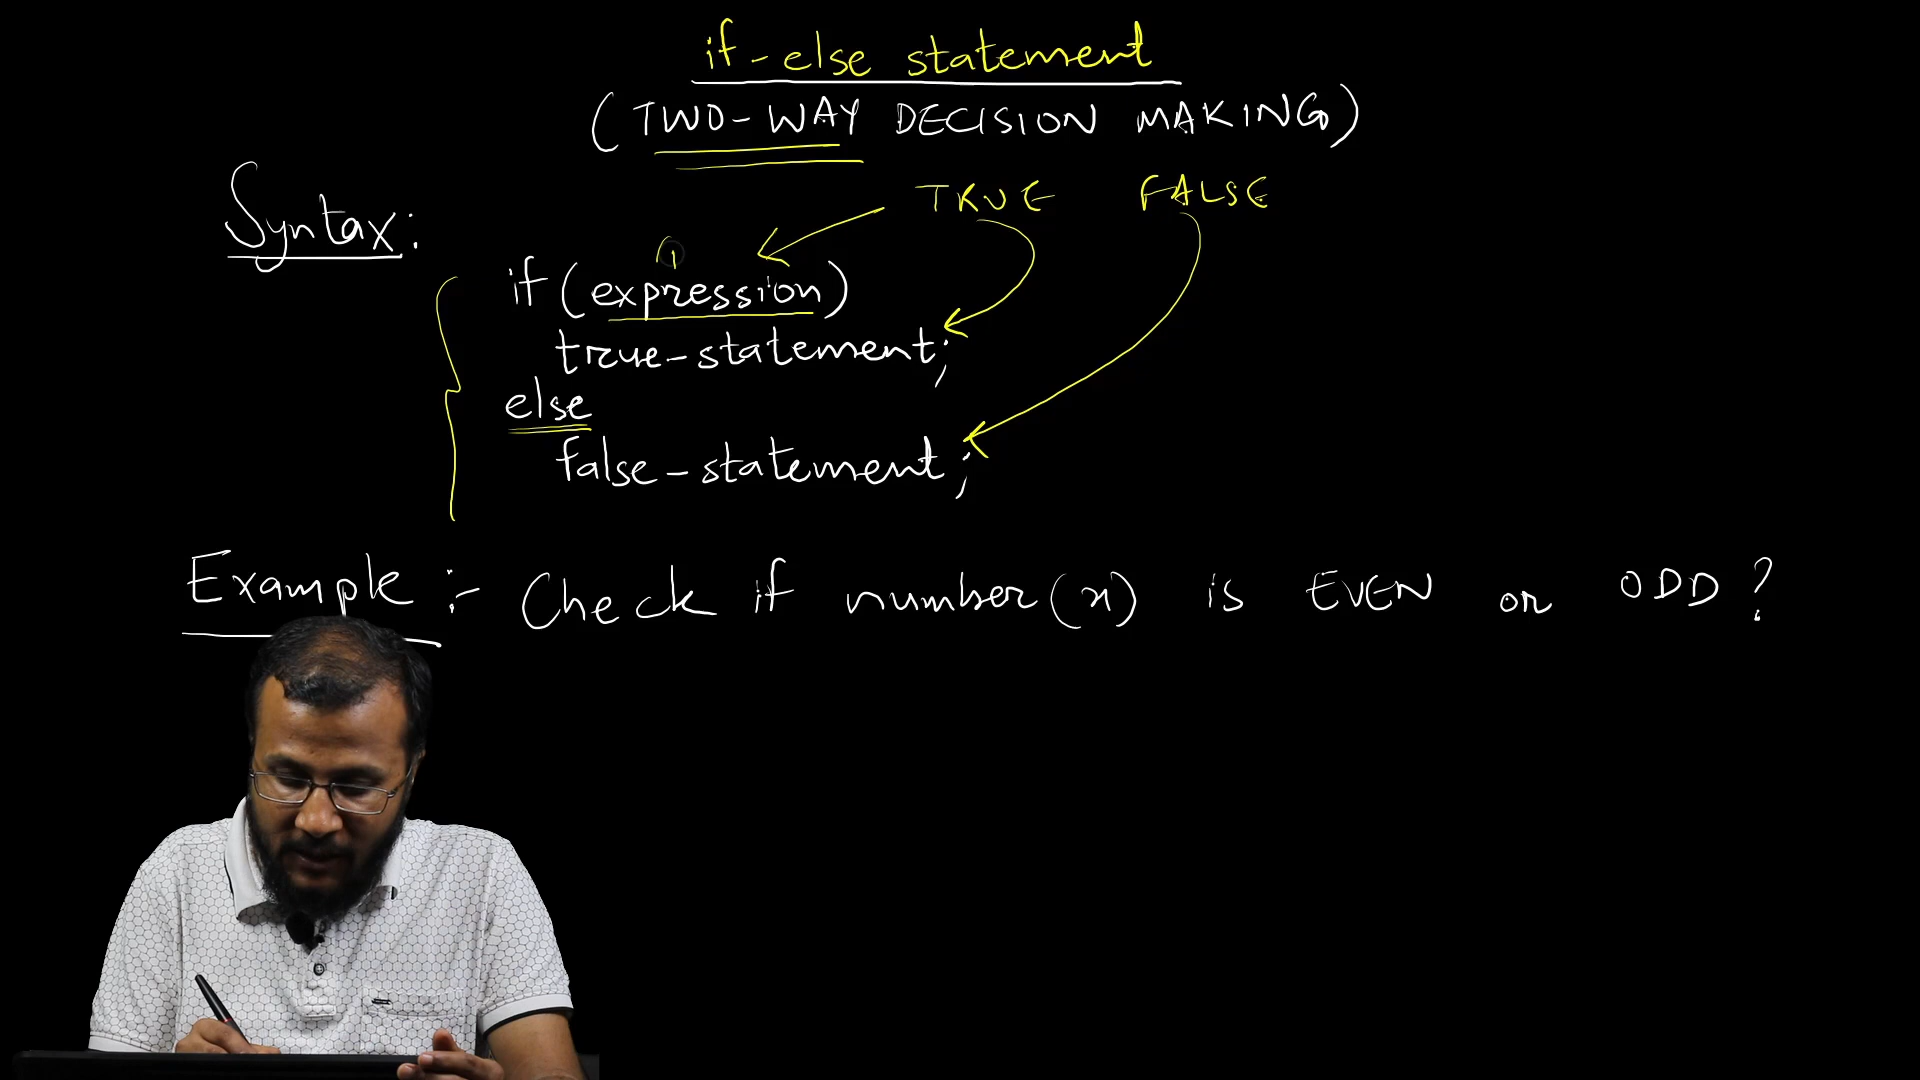 if-else statement
(TWO-WAY DECISION MAKING)
TRUE FALSE
Syntax:
if (expression)
true-statement;
else
false-statement;
Example :- Check if number(x) is EVEN or ODD?